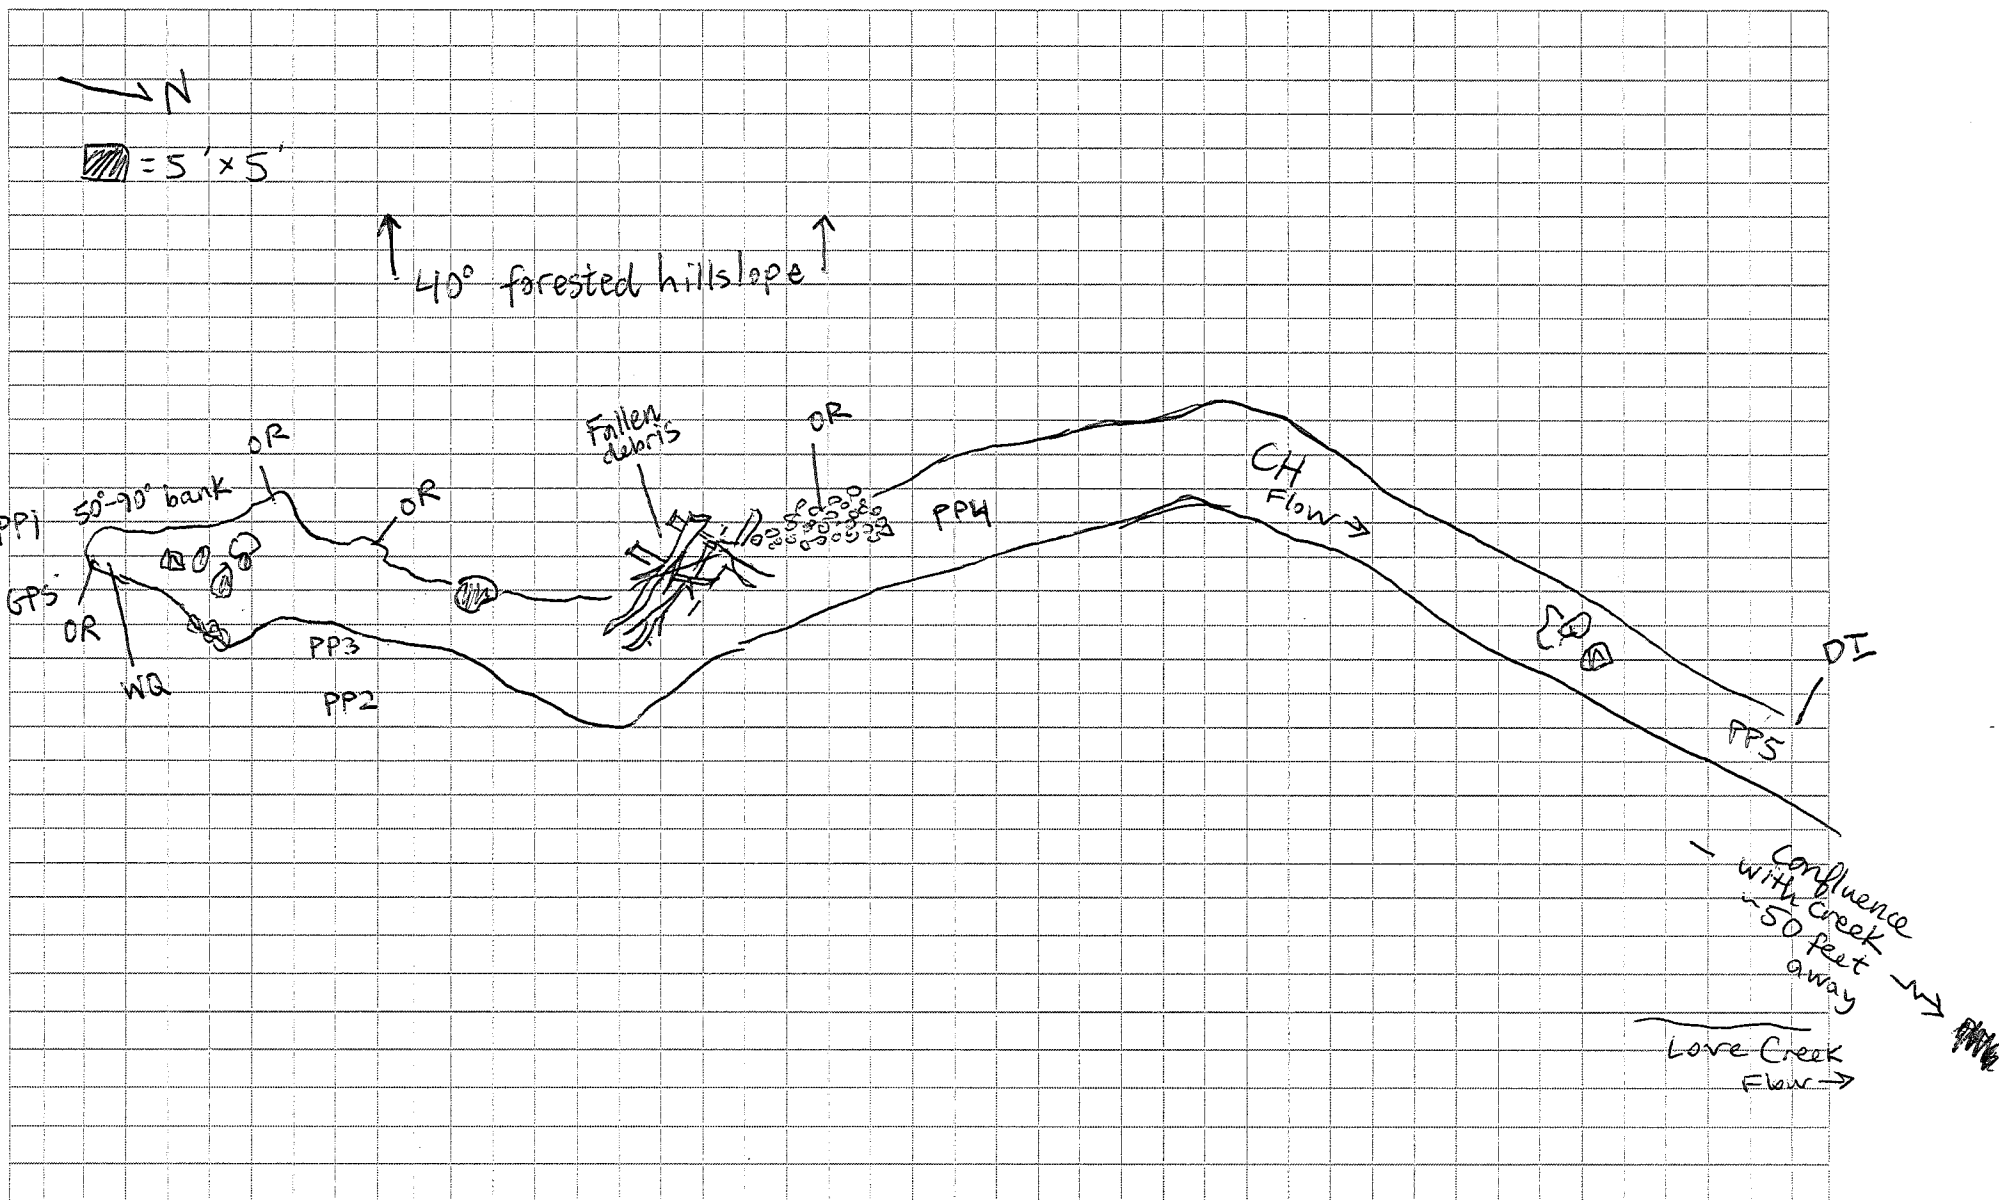 N
= 5' × 5'
40° forested hillslope
Fallen
debris
OR
OR
50°-90° bank
OR
PP1
GPS
OR
WQ
PP3
PP2
PP4
CH
Flow →
DI
PP5
Confluence
with creek
~50 feet
away
Love Creek
Flow →